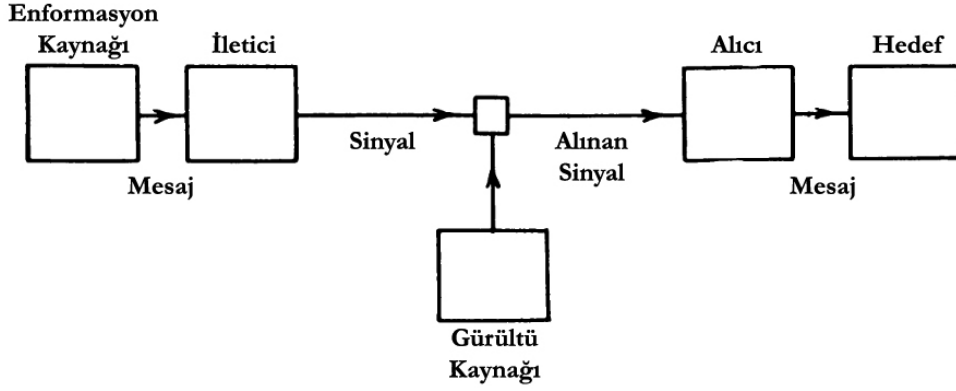 Enformasyon
Kaynağı
İletici
Alıcı
Hedef
Sinyal
Alınan
Sinyal
Mesaj
Mesaj
Gürültü
Kaynağı